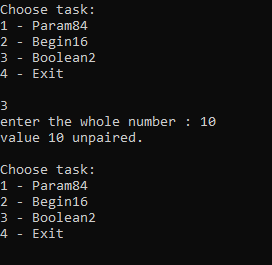 Choose task:
1 - Param84
2 - Begin16
3 - Boolean2
4 - Exit
3
enter the whole number : 10
value 10 unpaired.
Choose task:
1 - Param84
2 - Begin16
3 - Boolean2
4 - Exit